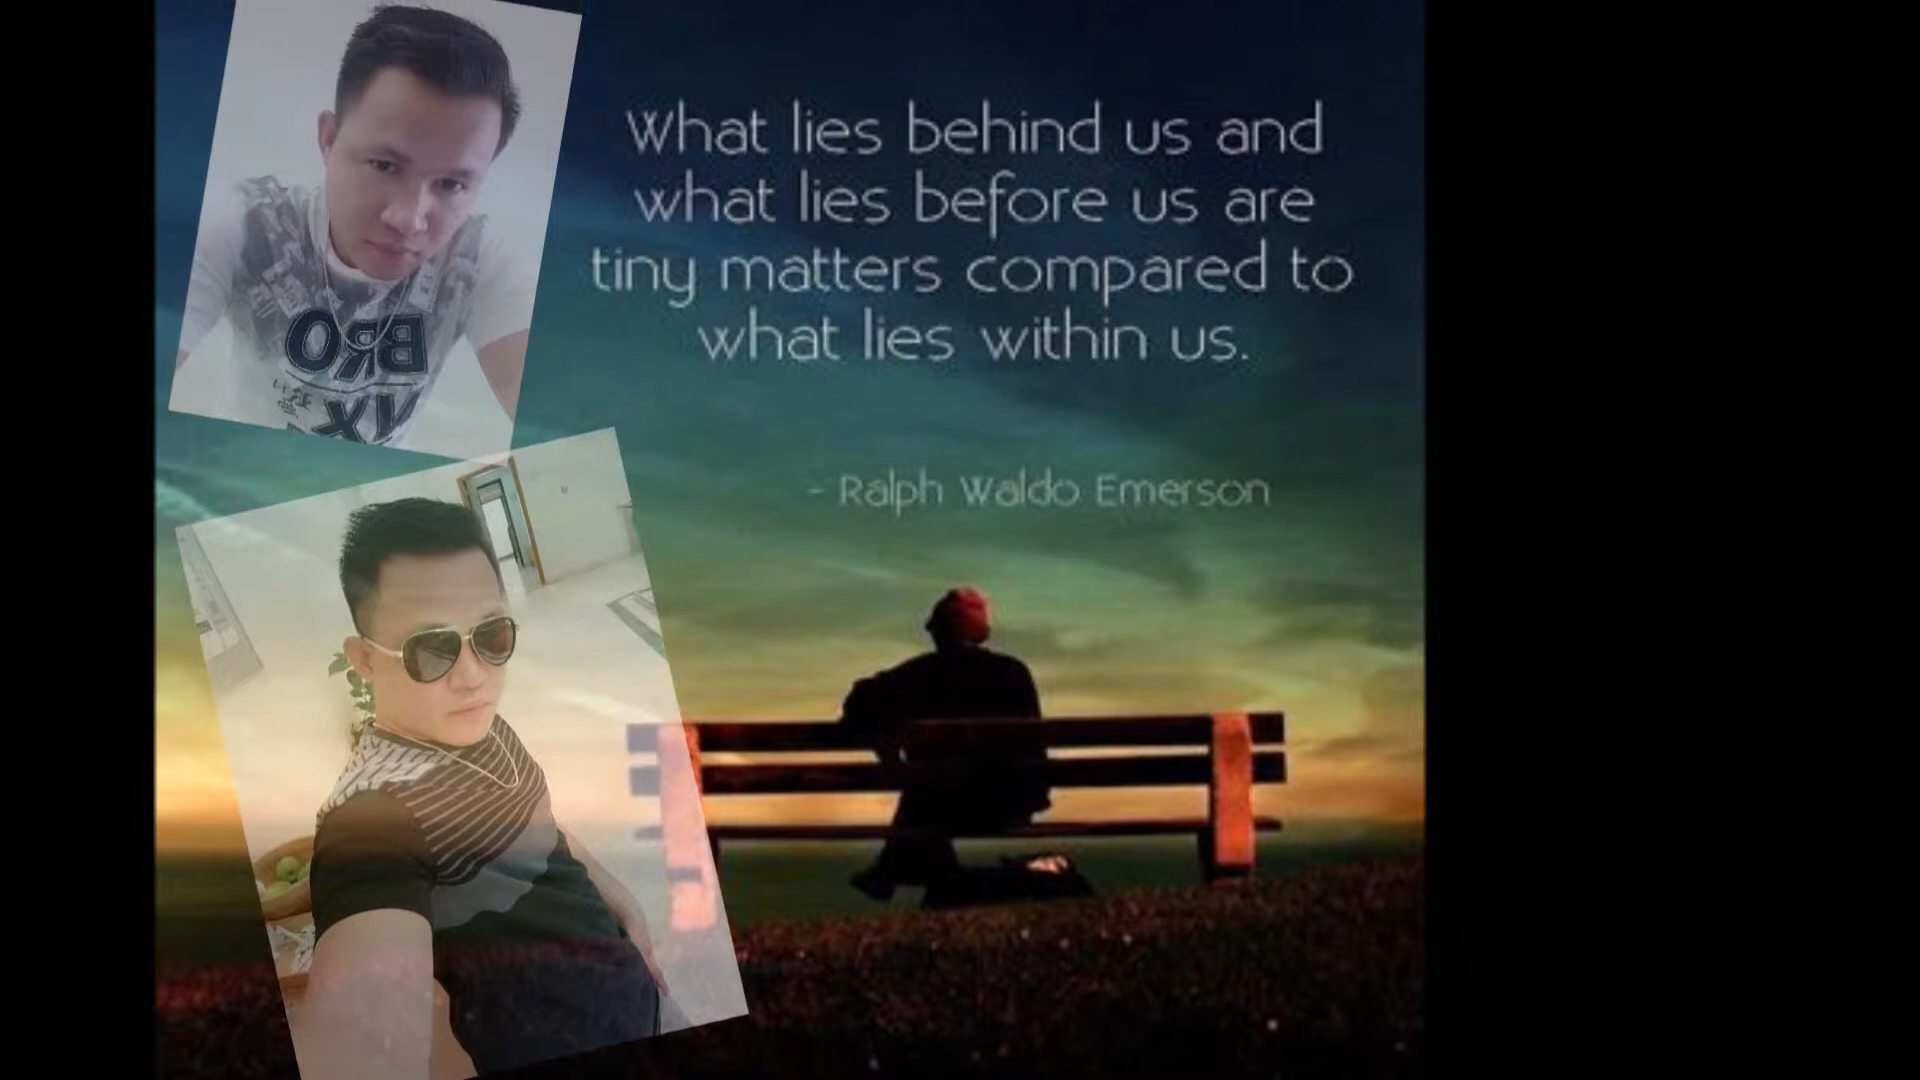 What lies behind us and
what lies before us are
tiny matters compared to
what lies within us.
- Ralph Waldo Emerson
BRO